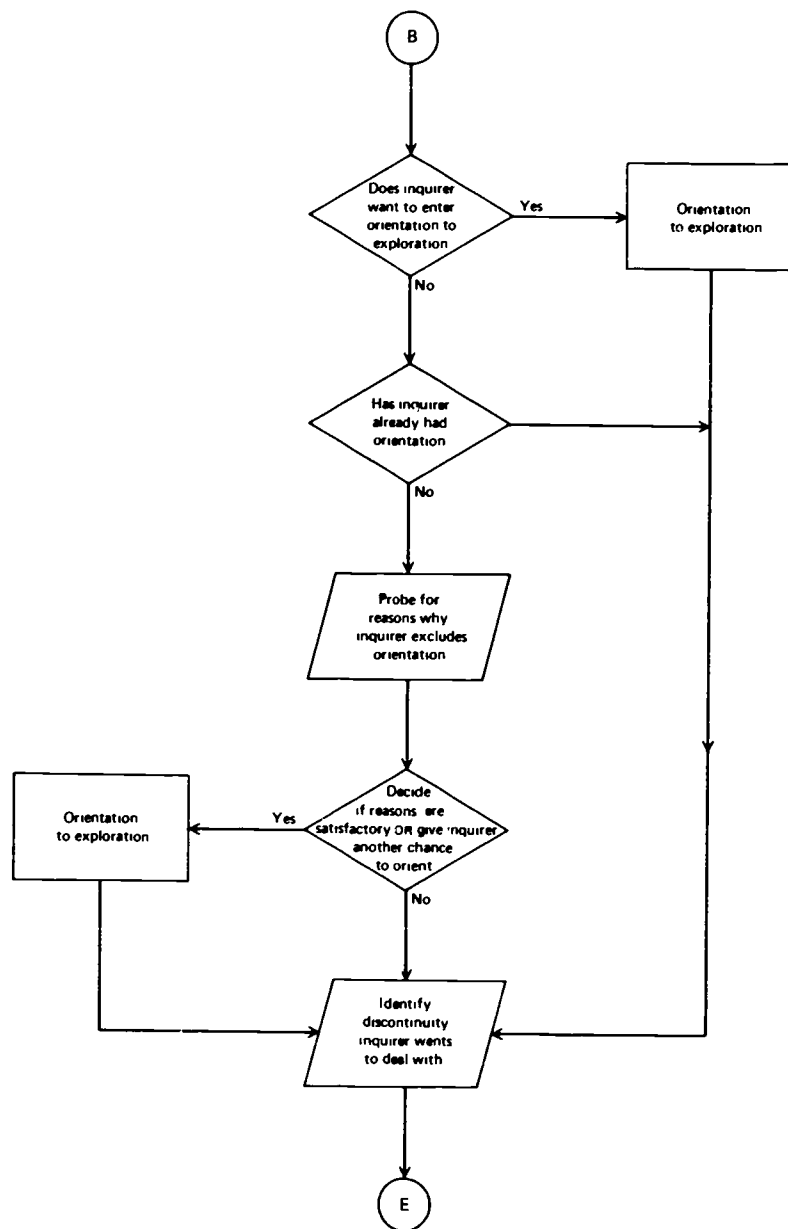 B
Does inquirer
want to enter
orientation to
exploration
Yes
Orientation
to exploration
No
Has inquirer
already had
orientation
No
Probe for
reasons why
inquirer excludes
orientation
Orientation
to exploration
Yes
Decide
if reasons are
satisfactory OR give inquirer
another chance
to orient
No
Identify
discontinuity
inquirer wants
to deal with
E